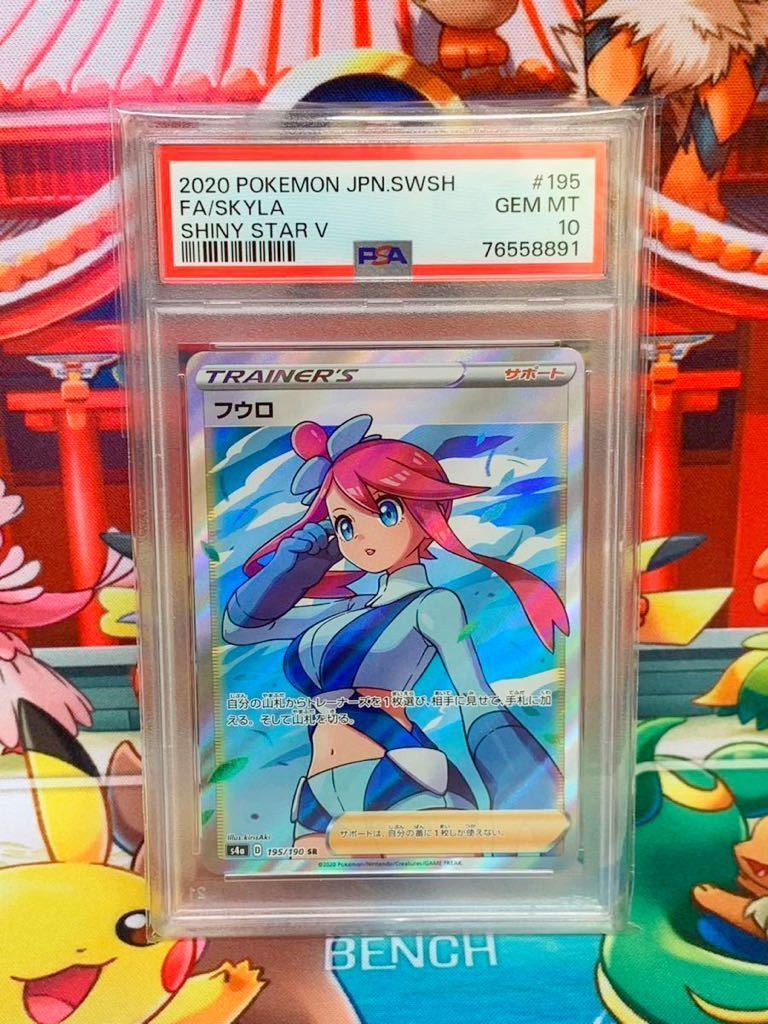 2020 POKEMON JPN.SWSH #195
FA/SKYLA GEM MT
SHINY STAR V 10
PSA 76558891
TRAINER'S サポート
フウロ
自分の山札からトレーナーズを1枚選び、相手に見せて、手札に加
える。そして山札を切る。
サポートは、自分の番に1枚しか使えない。
Illus. kirisAki
s4a D 195/190 SR
©2020 Pokémon/Nintendo/Creatures/GAME FREAK.
BENCH